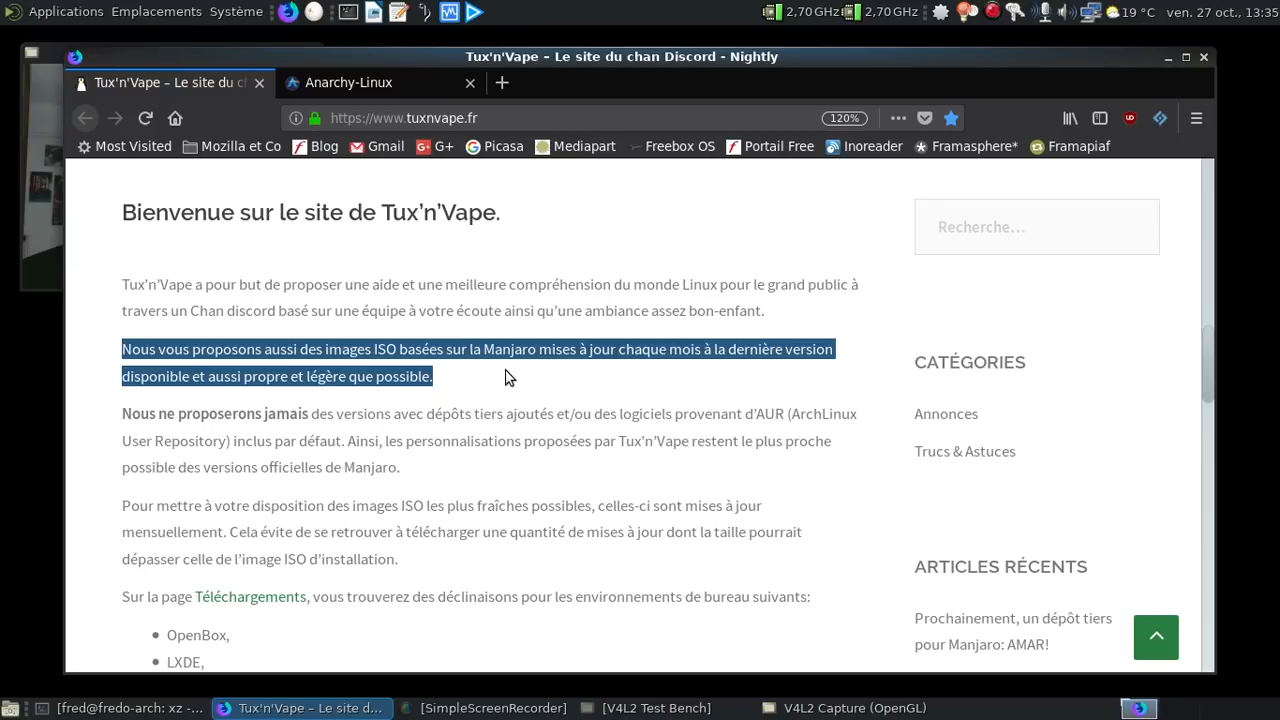 Applications Emplacements Système 2,70 GHz 2,70 GHz 19 °C ven. 27 oct., 13:35
Tux'n'Vape – Le site du chan Discord - Nightly
Tux'n'Vape – Le site du c Anarchy-Linux
https://www.tuxnvape.fr 120%
Most Visited Mozilla et Co Blog Gmail G+ Picasa Mediapart Freebox OS Portail Free Inoreader Framasphere* Framapiaf
Bienvenue sur le site de Tux’n’Vape.
Recherche…
Tux’n’Vape a pour but de proposer une aide et une meilleure compréhension du monde Linux pour le grand public à
travers un Chan discord basé sur une équipe à votre écoute ainsi qu’une ambiance assez bon-enfant.
Nous vous proposons aussi des images ISO basées sur la Manjaro mises à jour chaque mois à la dernière version
disponible et aussi propre et légère que possible.
Nous ne proposerons jamais des versions avec dépôts tiers ajoutés et/ou des logiciels provenant d’AUR (ArchLinux
User Repository) inclus par défaut. Ainsi, les personnalisations proposées par Tux’n’Vape restent le plus proche
possible des versions officielles de Manjaro.
Pour mettre à votre disposition des images ISO les plus fraîches possibles, celles-ci sont mises à jour
mensuellement. Cela évite de se retrouver à télécharger une quantité de mises à jour dont la taille pourrait
dépasser celle de l’image ISO d’installation.
Sur la page Téléchargements, vous trouverez des déclinaisons pour les environnements de bureau suivants:
OpenBox,
LXDE,
CATÉGORIES
Annonces
Trucs & Astuces
ARTICLES RÉCENTS
Prochainement, un dépôt tiers
pour Manjaro: AMAR!
[fred@fredo-arch: xz -... Tux'n'Vape – Le site d... [SimpleScreenRecorder] [V4L2 Test Bench] V4L2 Capture (OpenGL)